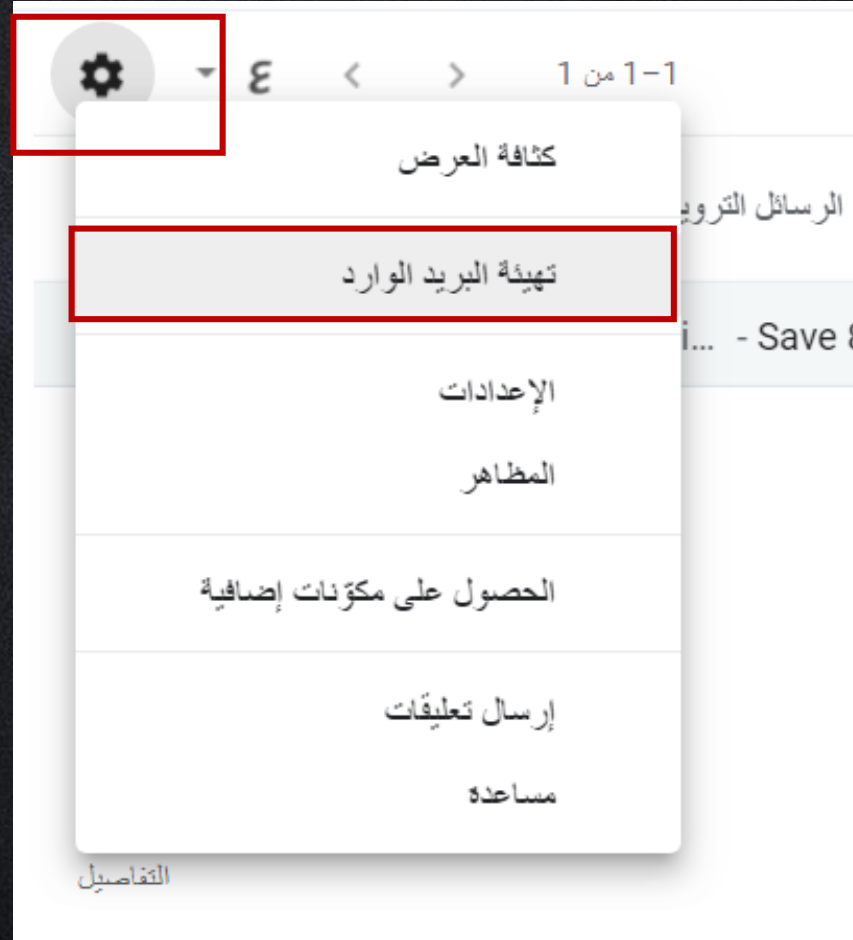 1–1 من 1
ع
كثافة العرض
الرسائل
تهيئة البريد الوارد
- Save
الإعدادات
المظاهر
الحصول على مكوّنات إضافية
إرسال تعليقات
مساعدة
التفاصيل